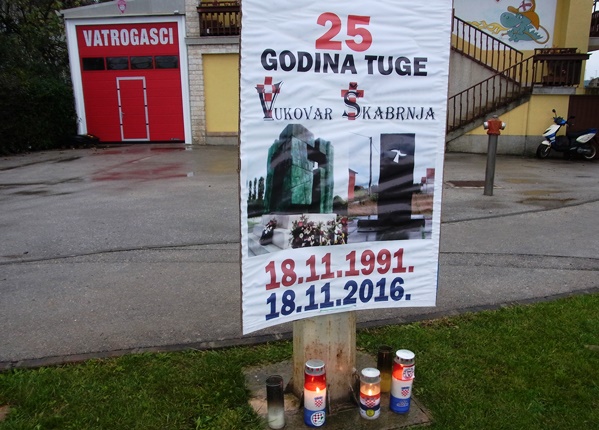 VATROGASCI
25
GODINA TUGE
VUKOVAR ŠKABRNJA
18.11.1991.
18.11.2016.